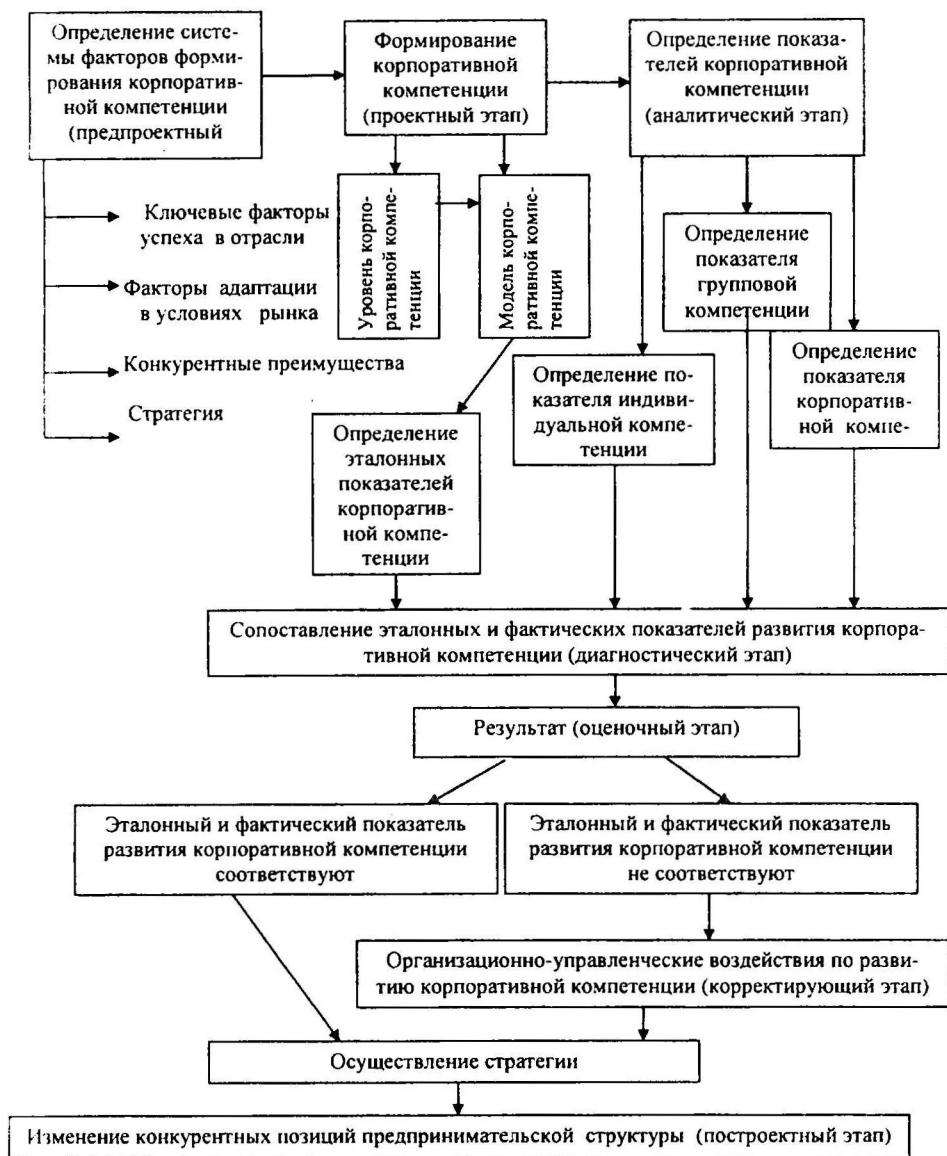 Определение систе-
мы факторов форми-
рования корпоратив-
ной компетенции
(предпроектный
Формирование
корпоративной
компетенции
(проектный этап)
Определение показа-
телей корпоративной
компетенции
(аналитический этап)
Ключевые факторы
успеха в отрасли
Факторы адаптации
в условиях рынка
Конкурентные преимущества
Стратегия
Уровень корпо-
ративной компе-
тенции
Модель корпо-
ративной компе-
тенции
Определение
показателя
групповой
компетенции
Определение
показателя
корпоратив-
ной компе-
Определение по-
казателя индиви-
дуальной компе-
тенции
Определение
эталонных
показателей
корпоратив-
ной компе-
тенции
Сопоставление эталонных и фактических показателей развития корпора-
тивной компетенции (диагностический этап)
Результат (оценочный этап)
Эталонный и фактический показатель
развития корпоративной компетенции
соответствуют
Эталонный и фактический показатель
развития корпоративной компетенции
не соответствуют
Организационно-управленческие воздействия по разви-
тию корпоративной компетенции (корректирующий этап)
Осуществление стратегии
Изменение конкурентных позиций предпринимательской структуры (построектный этап)